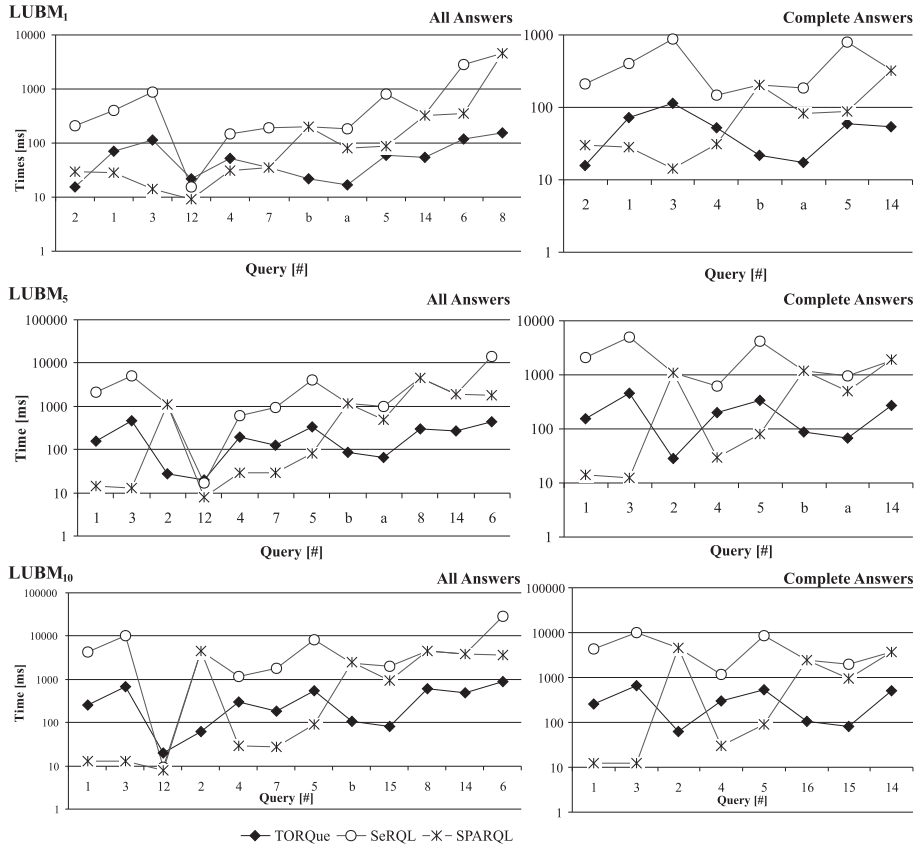 LUBM1
All Answers
Complete Answers
10000
1000
100
10
1
Times [ms]
2 1 3 12 4 7 b a 5 14 6 8
Query [#]
1000
100
10
1
2 1 3 4 b a 5 14
Query [#]
LUBM5
All Answers
Complete Answers
100000
10000
1000
100
10
1
Time [ms]
1 3 2 12 4 7 5 b a 8 14 6
Query [#]
10000
1000
100
10
1
1 3 2 4 5 b a 14
Query [#]
LUBM10
All Answers
Complete Answers
100000
10000
1000
100
10
1
Time [ms]
1 3 12 2 4 7 5 b 15 8 14 6
Query [#]
100000
10000
1000
100
10
1
1 3 2 4 5 16 15 14
Query [#]
TORQue SeRQL SPARQL